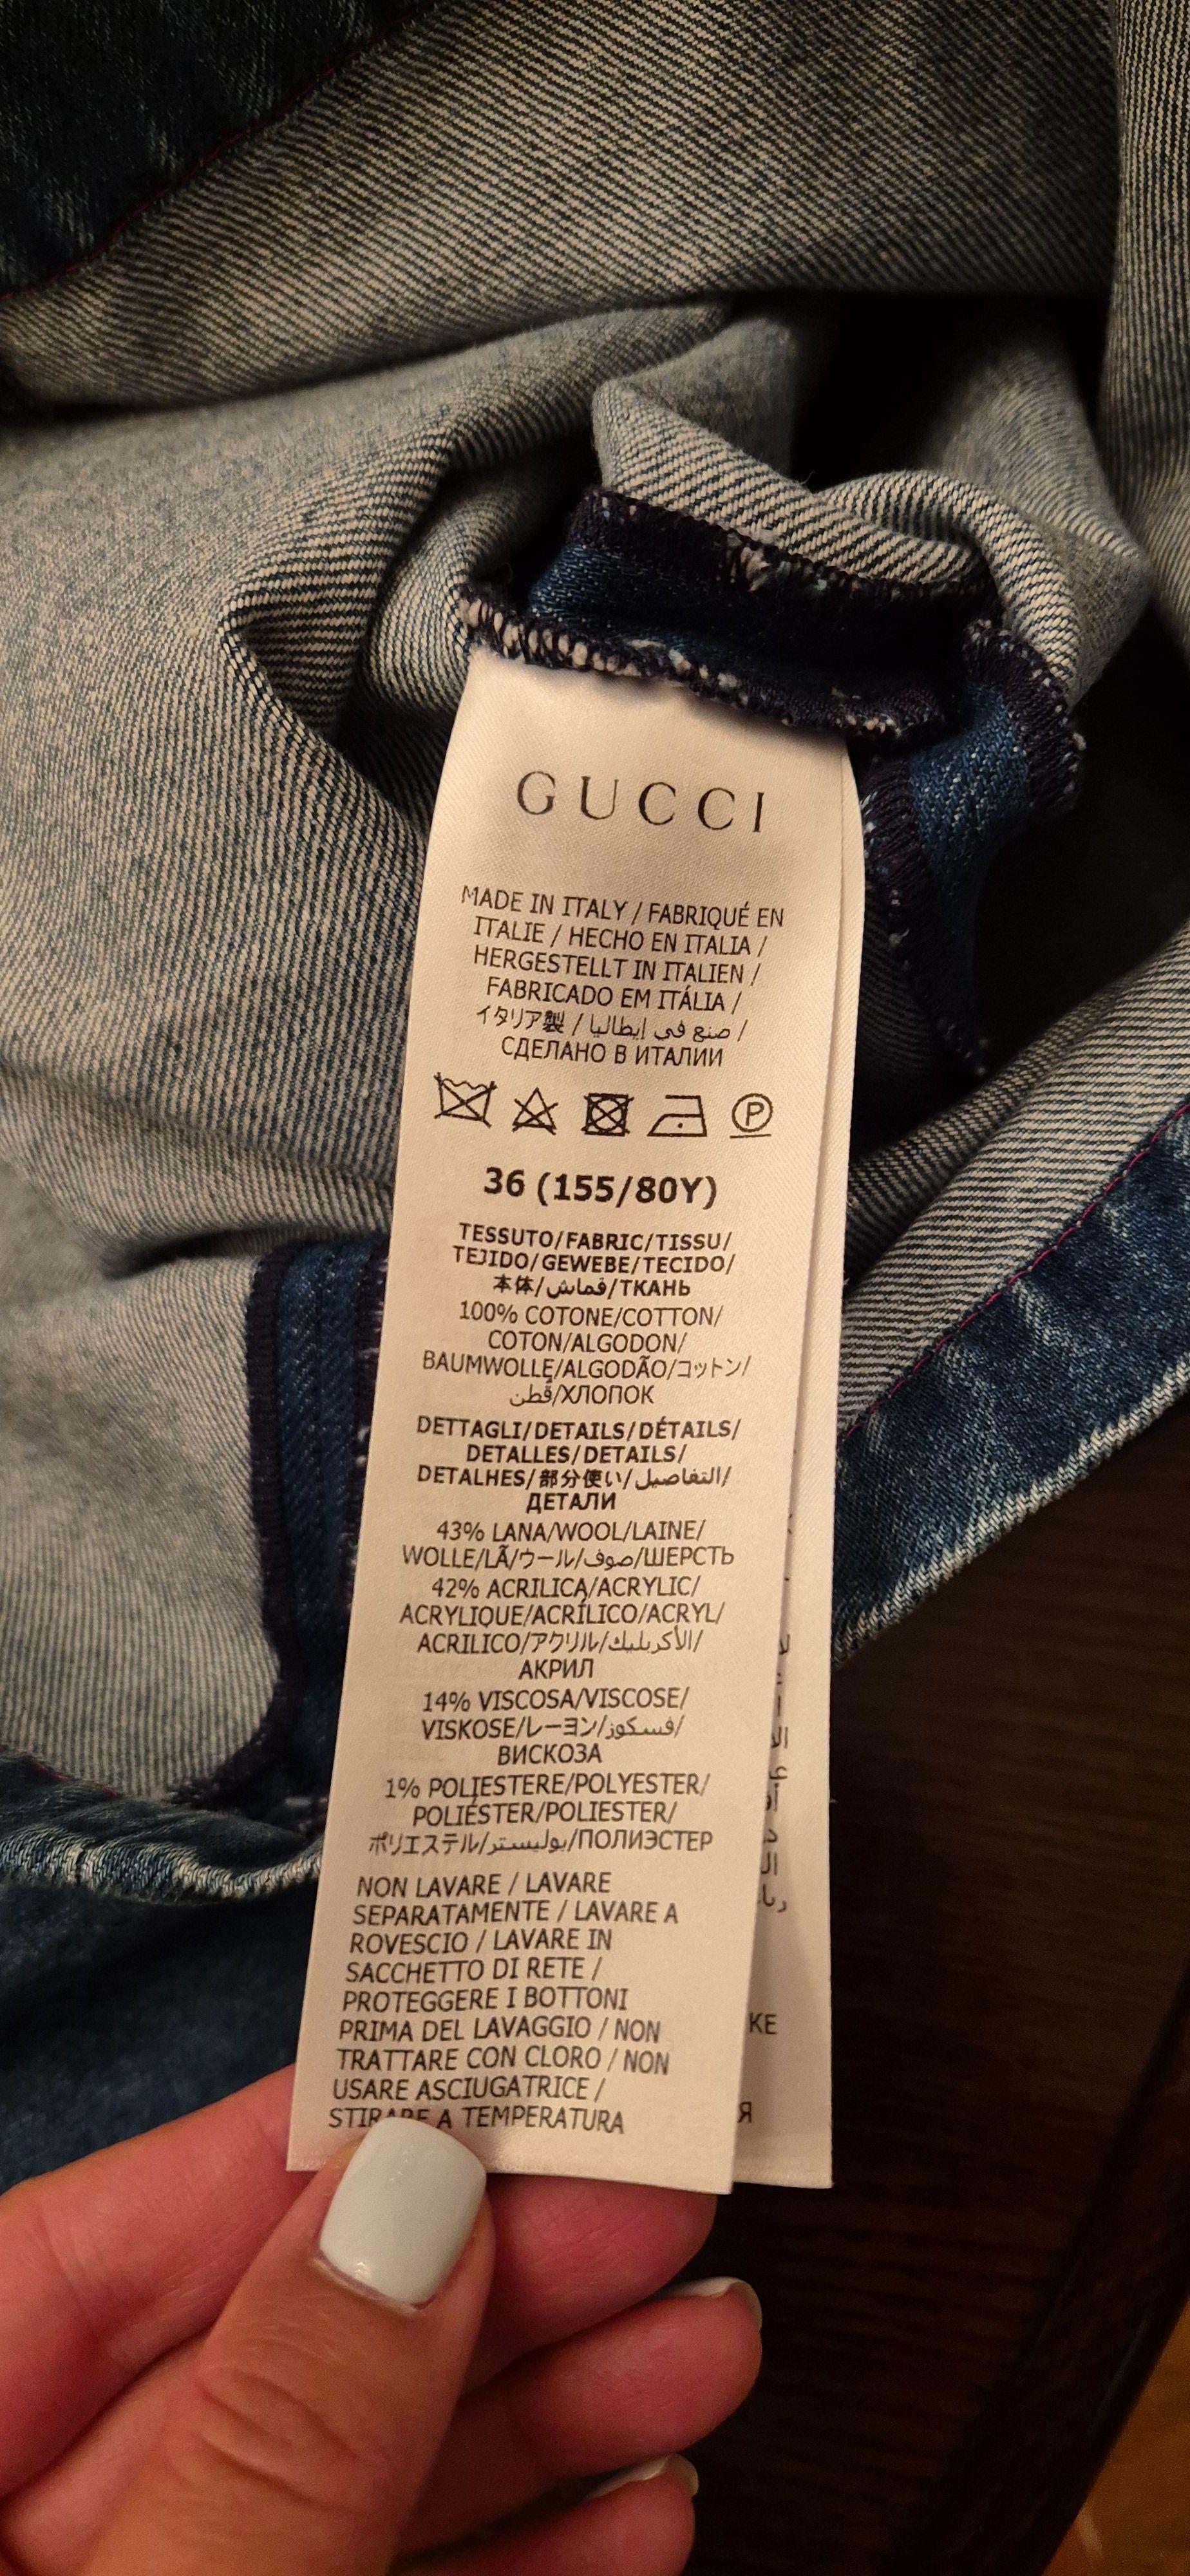 GUCCI
MADE IN ITALY / FABRIQUÉ EN
ITALIE / HECHO EN ITALIA /
HERGESTELLT IN ITALIEN /
FABRICADO EM ITÁLIA /
イタリア製 / صنع في إيطاليا /
СДЕЛАНО В ИТАЛИИ
P
36 (155/80Y)
TESSUTO/FABRIC/TISSU/
TEJIDO/GEWEBE/TECIDO/
本体/قماش/ТКАНЬ
100% COTONE/COTTON/
COTON/ALGODON/
BAUMWOLLE/ALGODÃO/コットン/
قطن/ХЛОПОК
DETTAGLI/DETAILS/DÉTAILS/
DETALLES/DETAILS/
DETALHES/部分使い/التفاصيل/
ДЕТАЛИ
43% LANA/WOOL/LAINE/
WOLLE/LÃ/ウール/صوف/ШЕРСТЬ
42% ACRILICA/ACRYLIC/
ACRYLIQUE/ACRÍLICO/ACRYL/
ACRILICO/アクリル/الأكريليك/
АКРИЛ
14% VISCOSA/VISCOSE/
VISKOSE/レーヨン/فسكوز/
ВИСКОЗА
1% POLIESTERE/POLYESTER/
POLIÉSTER/POLIESTER/
ポリエステル/بوليستر/ПОЛИЭСТЕР
NON LAVARE / LAVARE
SEPARATAMENTE / LAVARE A
ROVESCIO / LAVARE IN
SACCHETTO DI RETE /
PROTEGGERE I BOTTONI
PRIMA DEL LAVAGGIO / NON
TRATTARE CON CLORO / NON
USARE ASCIUGATRICE /
STIRARE A TEMPERATURA
KE
Я